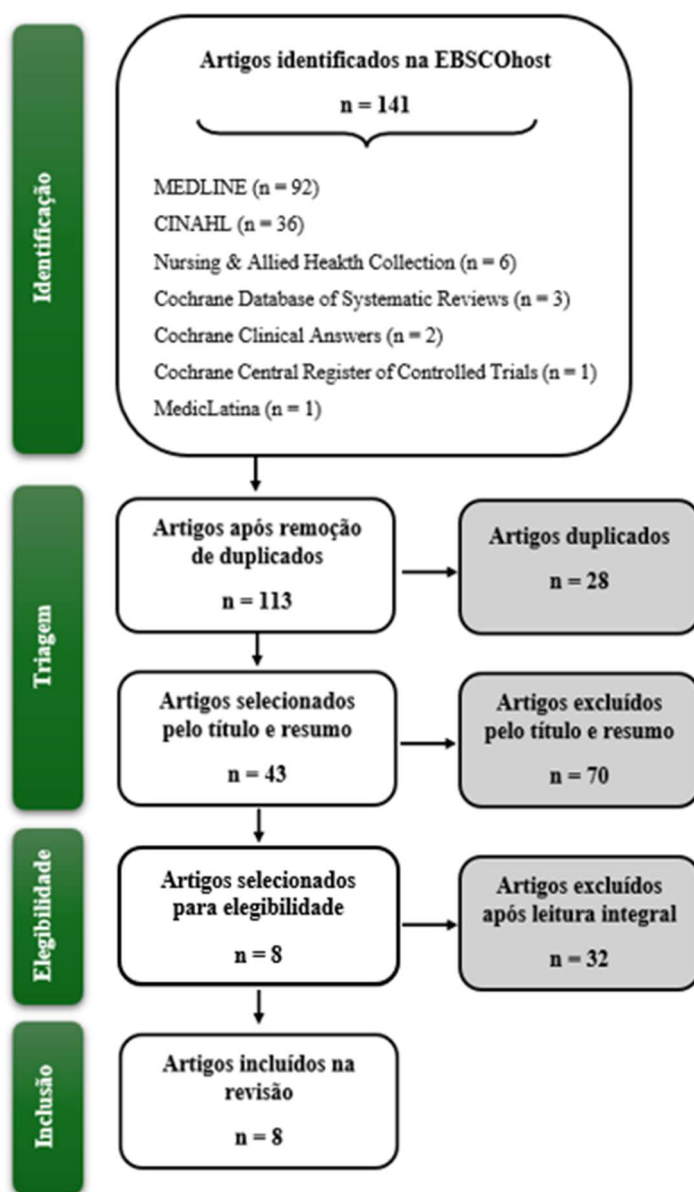 Identificação
Artigos identificados na EBSCOhost
n = 141
MEDLINE (n = 92)
CINAHL (n = 36)
Nursing & Allied Heakth Collection (n = 6)
Cochrane Database of Systematic Reviews (n = 3)
Cochrane Clinical Answers (n = 2)
Cochrane Central Register of Controlled Trials (n = 1)
MedicLatina (n = 1)
Triagem
Artigos após remoção
de duplicados
n = 113
Artigos duplicados
n = 28
Artigos selecionados
pelo título e resumo
n = 43
Artigos excluídos
pelo título e resumo
n = 70
Elegibilidade
Artigos selecionados
para elegibilidade
n = 8
Artigos excluídos
após leitura integral
n = 32
Inclusão
Artigos incluídos na
revisão
n = 8